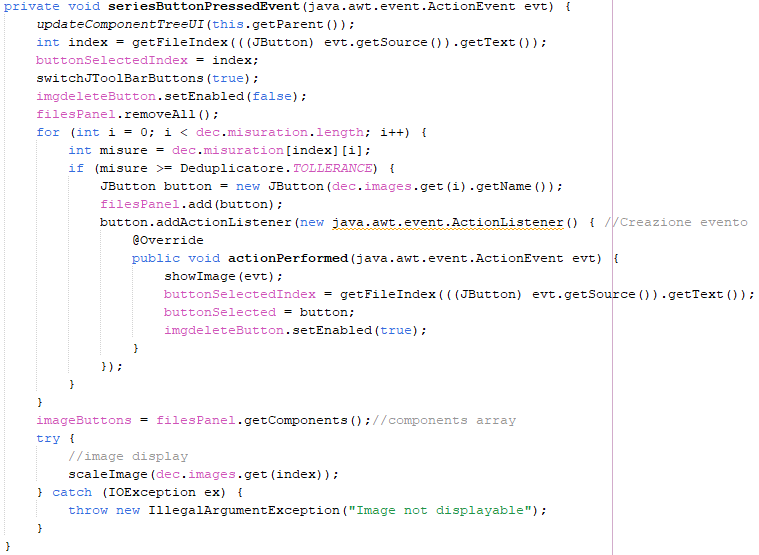 private void seriesButtonPressedEvent(java.awt.event.ActionEvent evt) {
    updateComponentTreeUI(this.getParent());
    int index = getFileIndex(((JButton) evt.getSource()).getText());
    buttonSelectedIndex = index;
    switchJToolBarButtons(true);
    imgdeleteButton.setEnabled(false);
    filesPanel.removeAll();
    for (int i = 0; i < dec.misuration.length; i++) {
        int misure = dec.misuration[index][i];
        if (misure >= Deduplicatore.TOLLERANCE) {
            JButton button = new JButton(dec.images.get(i).getName());
            filesPanel.add(button);
            button.addActionListener(new java.awt.event.ActionListener() { //Creazione evento
                @Override
                public void actionPerformed(java.awt.event.ActionEvent evt) {
                    showImage(evt);
                    buttonSelectedIndex = getFileIndex(((JButton) evt.getSource()).getText());
                    buttonSelected = button;
                    imgdeleteButton.setEnabled(true);
                }
            });
        }
    }
    imageButtons = filesPanel.getComponents();//components array
    try {
        //image display
        scaleImage(dec.images.get(index));
    } catch (IOException ex) {
        throw new IllegalArgumentException("Image not displayable");
    }
}